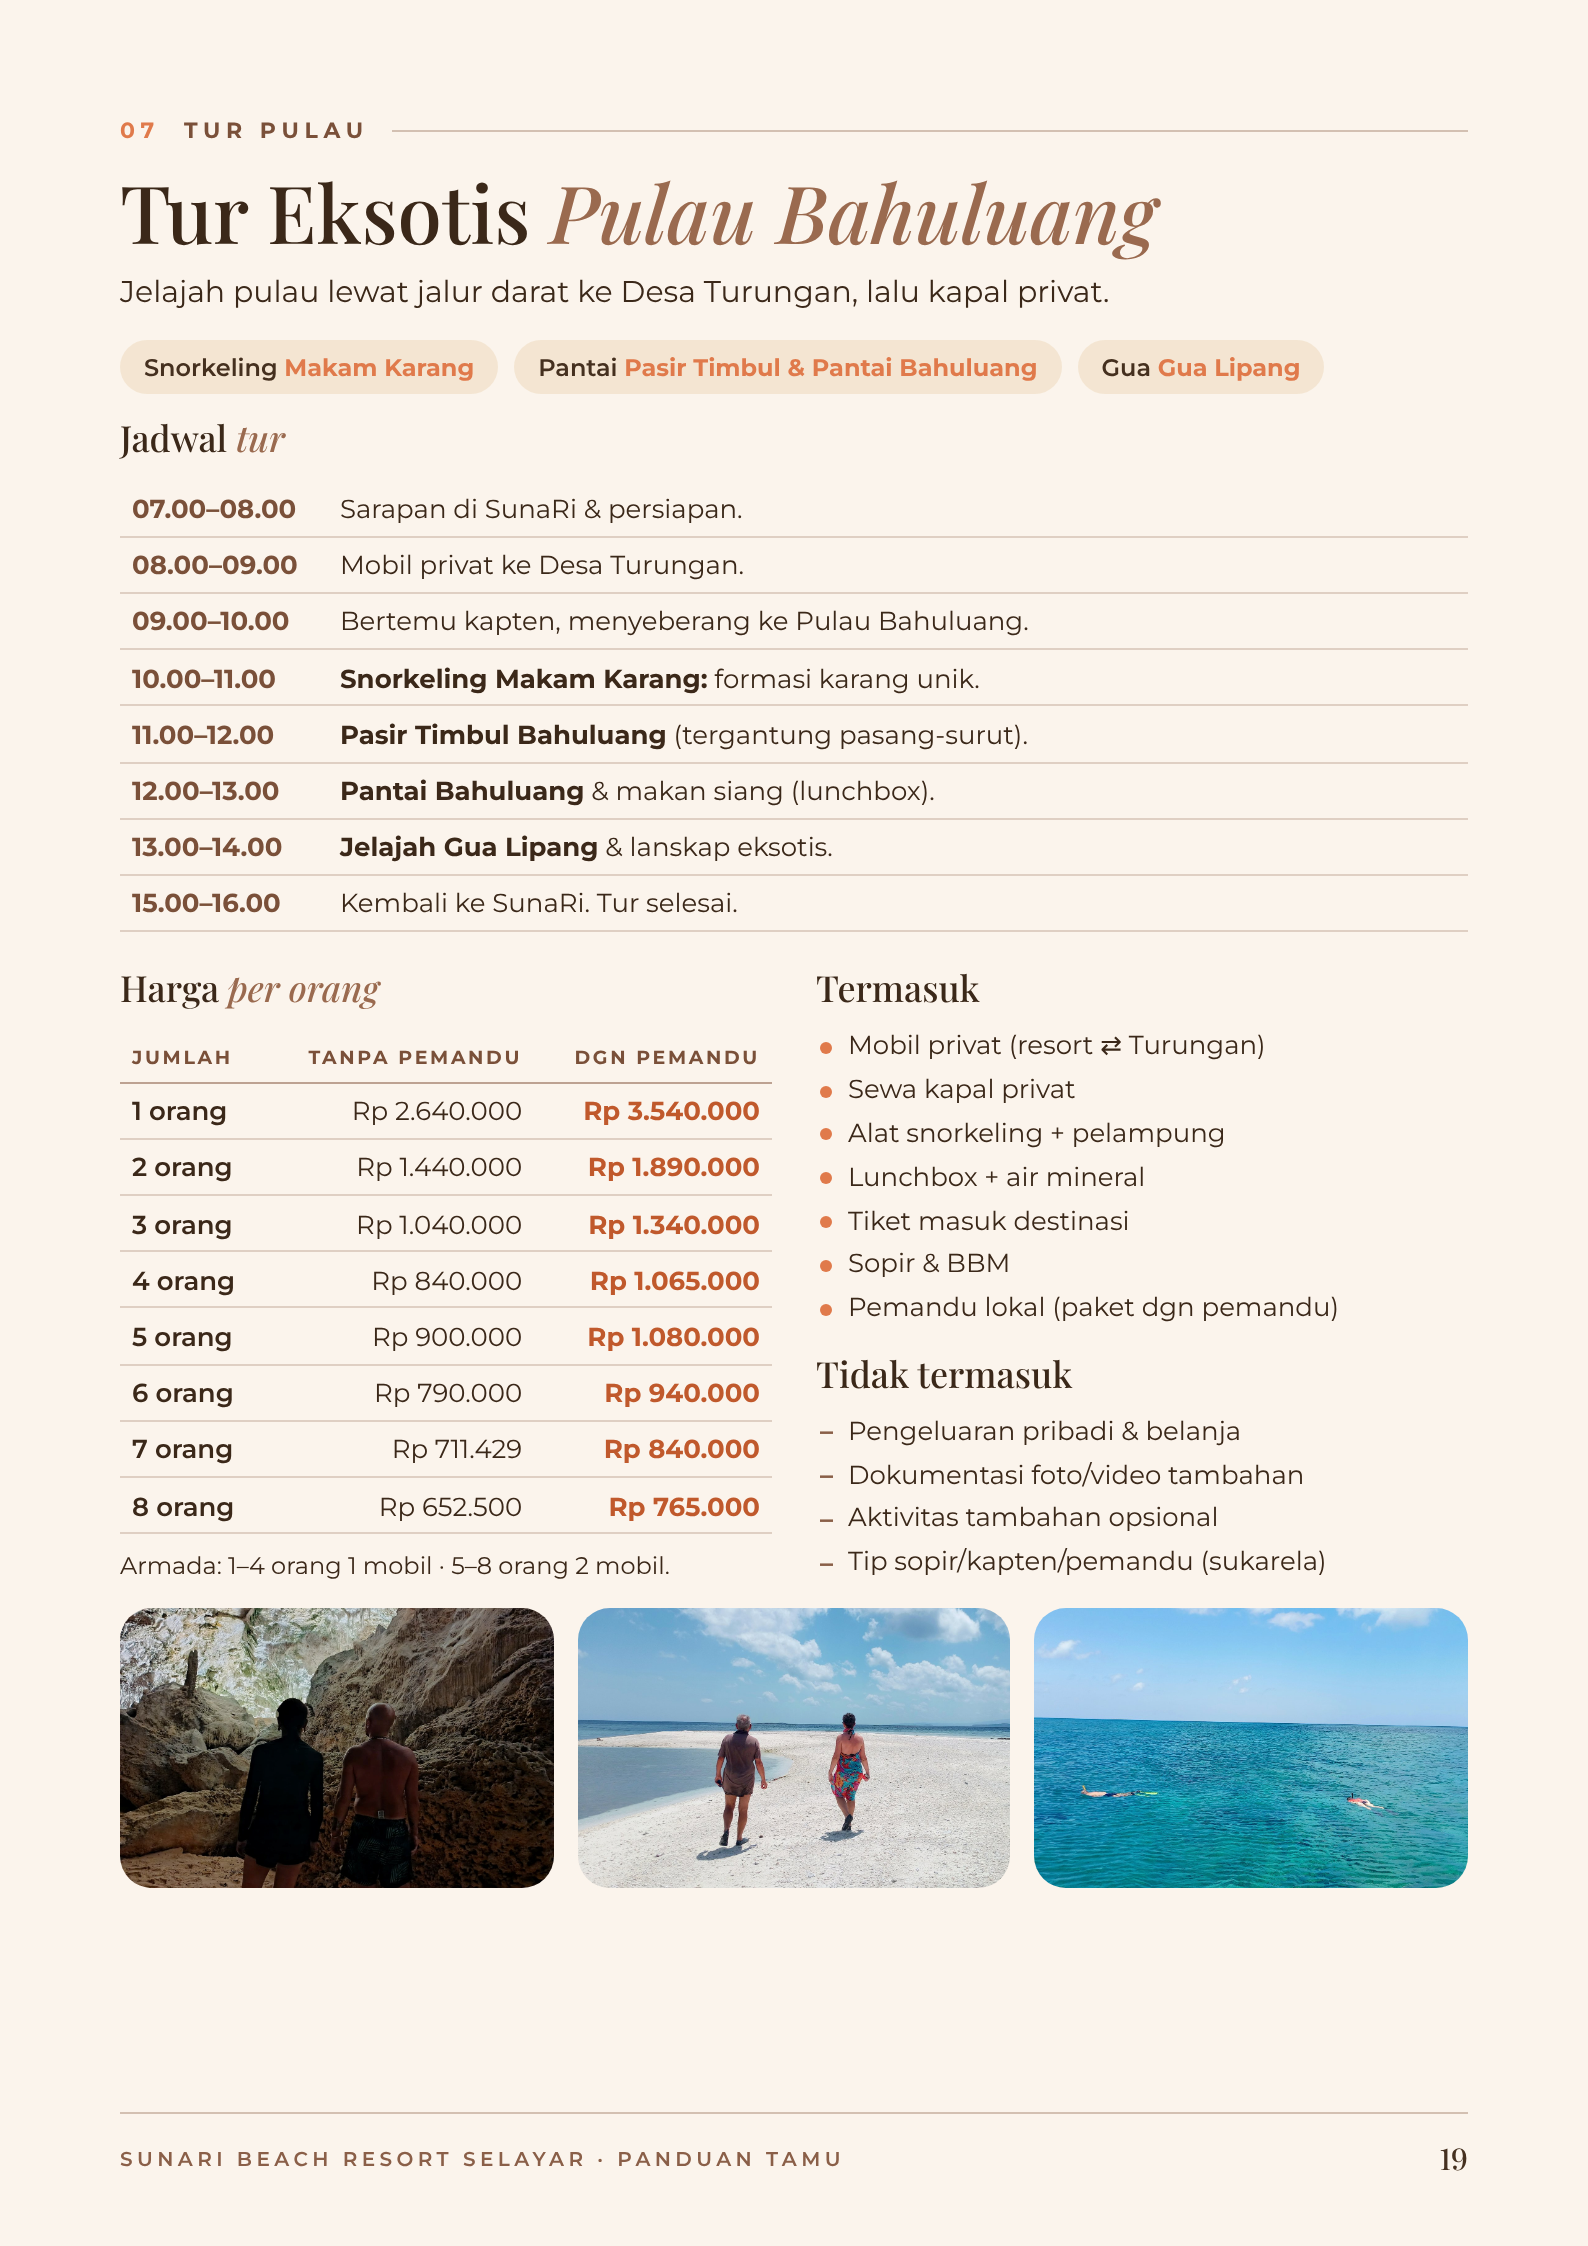 07 TUR PULAU
Tur Eksotis Pulau Bahuluang
Jelajah pulau lewat jalur darat ke Desa Turungan, lalu kapal privat.
Snorkeling Makam Karang Pantai Pasir Timbul & Pantai Bahuluang Gua Gua Lipang
Jadwal tur
07.00–08.00 Sarapan di SunaRi & persiapan.
08.00–09.00 Mobil privat ke Desa Turungan.
09.00–10.00 Bertemu kapten, menyeberang ke Pulau Bahuluang.
10.00–11.00 Snorkeling Makam Karang: formasi karang unik.
11.00–12.00 Pasir Timbul Bahuluang (tergantung pasang-surut).
12.00–13.00 Pantai Bahuluang & makan siang (lunchbox).
13.00–14.00 Jelajah Gua Lipang & lanskap eksotis.
15.00–16.00 Kembali ke SunaRi. Tur selesai.
Harga per orang
JUMLAH TANPA PEMANDU DGN PEMANDU
1 orang Rp 2.640.000 Rp 3.540.000
2 orang Rp 1.440.000 Rp 1.890.000
3 orang Rp 1.040.000 Rp 1.340.000
4 orang Rp 840.000 Rp 1.065.000
5 orang Rp 900.000 Rp 1.080.000
6 orang Rp 790.000 Rp 940.000
7 orang Rp 711.429 Rp 840.000
8 orang Rp 652.500 Rp 765.000
Armada: 1–4 orang 1 mobil · 5–8 orang 2 mobil.
Termasuk
Mobil privat (resort ⇄ Turungan)
Sewa kapal privat
Alat snorkeling + pelampung
Lunchbox + air mineral
Tiket masuk destinasi
Sopir & BBM
Pemandu lokal (paket dgn pemandu)
Tidak termasuk
– Pengeluaran pribadi & belanja
– Dokumentasi foto/video tambahan
– Aktivitas tambahan opsional
– Tip sopir/kapten/pemandu (sukarela)
SUNARI BEACH RESORT SELAYAR · PANDUAN TAMU 19